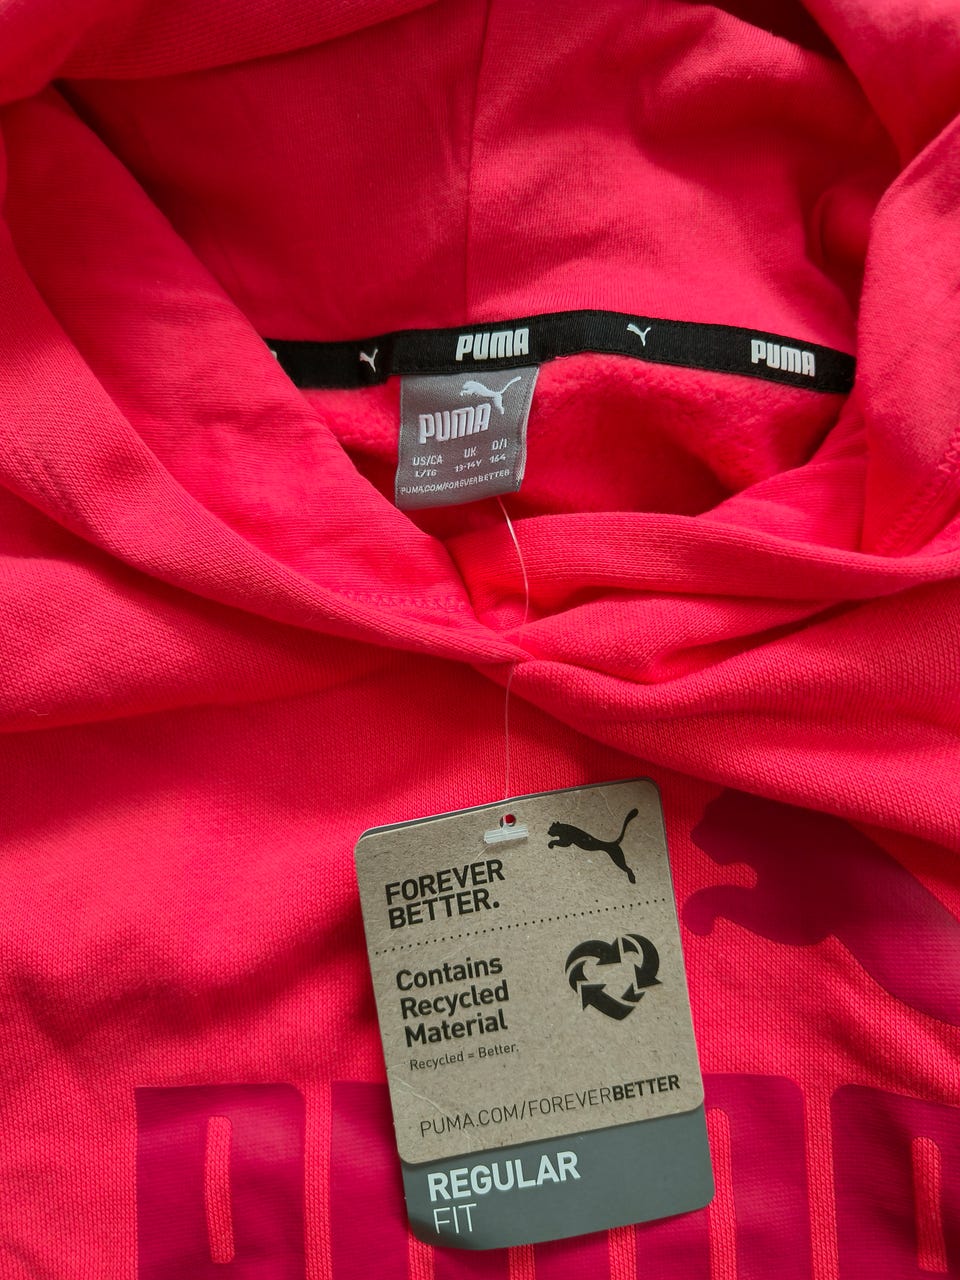 PUMA
PUMA
PUMA
US/CA UK D/I
L/TG 13-14Y 164
PUMA.COM/FOREVERBETTER
FOREVER
BETTER.
Contains
Recycled
Material
Recycled = Better.
PUMA.COM/FOREVERBETTER
REGULAR
FIT